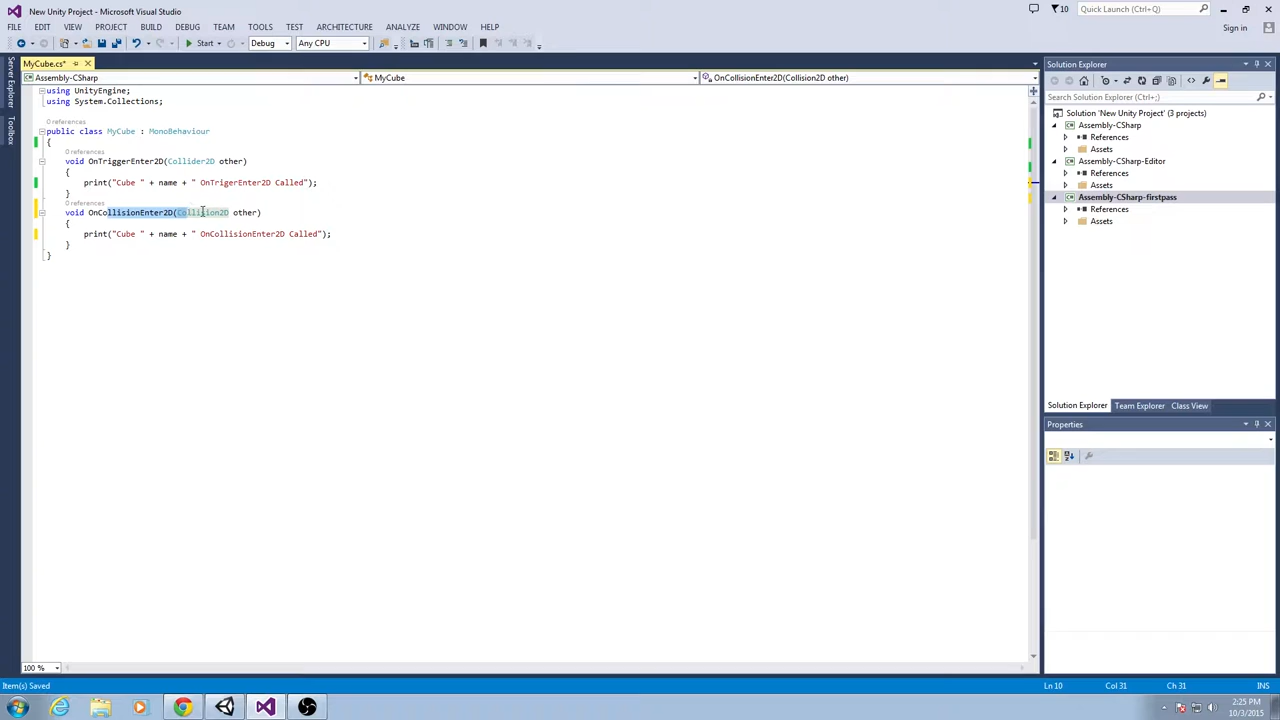 New Unity Project - Microsoft Visual Studio
10
Quick Launch (Ctrl+Q)
FILE EDIT VIEW PROJECT BUILD DEBUG TEAM TOOLS TEST ARCHITECTURE ANALYZE WINDOW HELP
Sign in
Start Debug Any CPU
Server Explorer
Toolbox
MyCube.cs*
Assembly-CSharp
MyCube
OnCollisionEnter2D(Collision2D other)
using UnityEngine;
using System.Collections;
0 references
public class MyCube : MonoBehaviour
{
0 references
void OnTriggerEnter2D(Collider2D other)
{
print("Cube " + name + " OnTrigerEnter2D Called");
}
0 references
void OnCollisionEnter2D(Collision2D other)
{
print("Cube " + name + " OnCollisionEnter2D Called");
}
}
100 %
Solution Explorer
Search Solution Explorer (Ctrl+;)
Solution 'New Unity Project' (3 projects)
Assembly-CSharp
References
Assets
Assembly-CSharp-Editor
References
Assets
Assembly-CSharp-firstpass
References
Assets
Solution Explorer Team Explorer Class View
Properties
Item(s) Saved
Ln 10 Col 31 Ch 31 INS
2:25 PM
10/3/2015